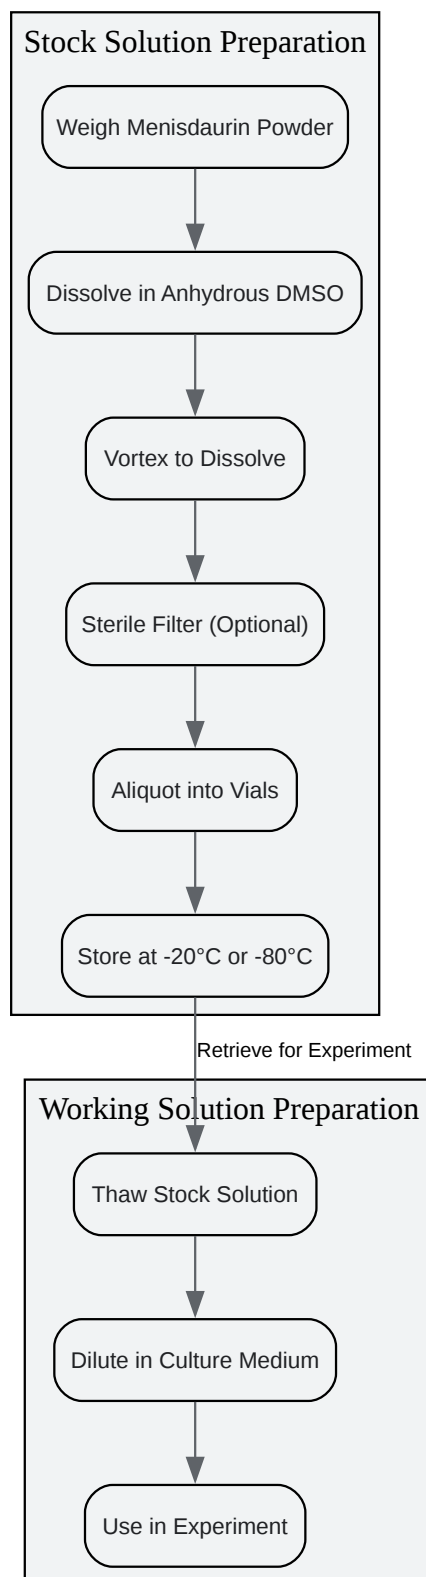 Stock Solution Preparation
Weigh Menisdaurin Powder
Dissolve in Anhydrous DMSO
Vortex to Dissolve
Sterile Filter (Optional)
Aliquot into Vials
Store at -20°C or -80°C
Retrieve for Experiment
Working Solution Preparation
Thaw Stock Solution
Dilute in Culture Medium
Use in Experiment